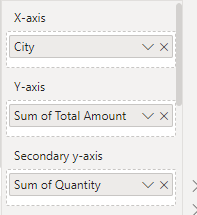 X-axis
City
Y-axis
Sum of Total Amount
Secondary y-axis
Sum of Quantity